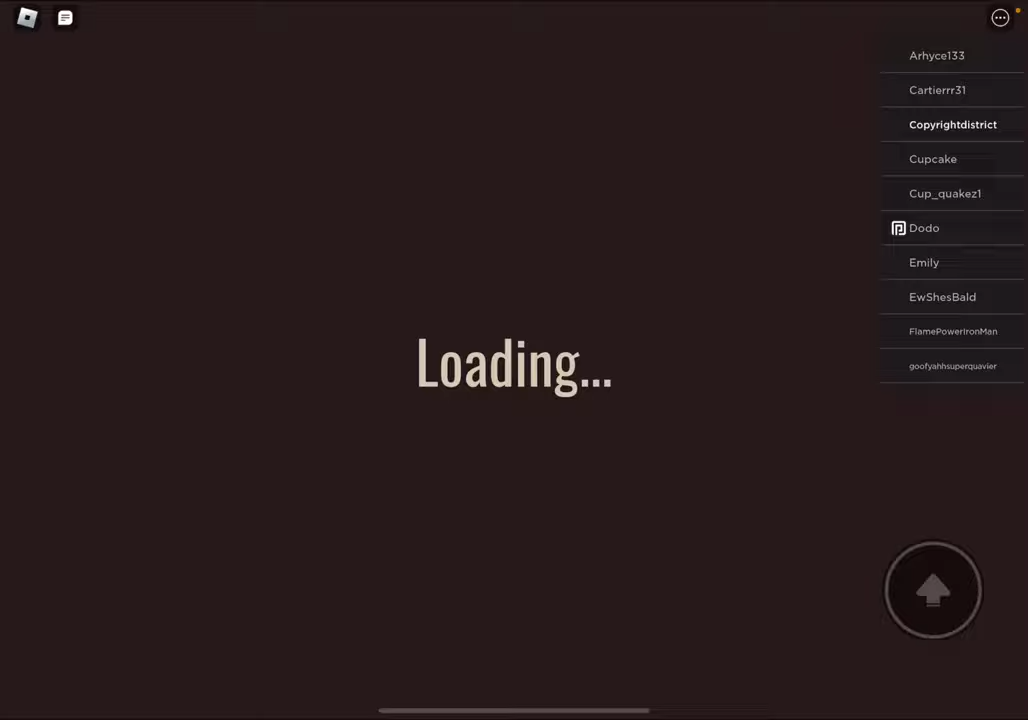 Arhyce133
Cartierrr31
Copyrightdistrict
Cupcake
Cup_quakez1
Dodo
Emily
EwShesBald
FlamePowerIronMan
goofyahhsuperquavier
Loading...